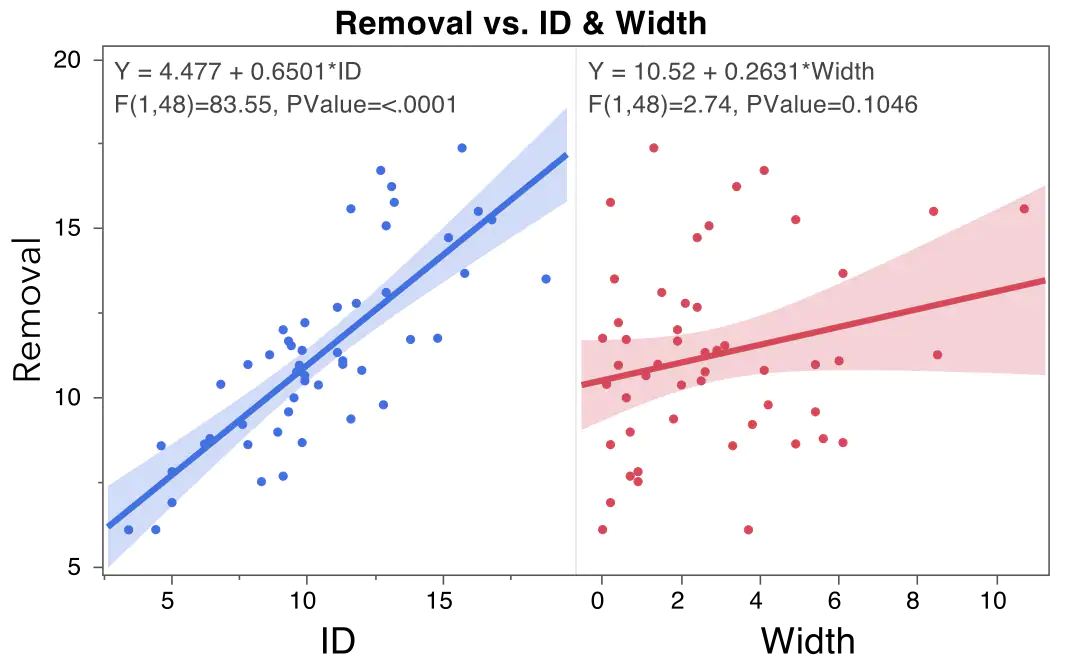 Removal vs. ID & Width
Y = 4.477 + 0.6501*ID
F(1,48)=83.55, PValue=<.0001
Y = 10.52 + 0.2631*Width
F(1,48)=2.74, PValue=0.1046
Removal
20
15
10
5
5 10 15
0 2 4 6 8 10
ID
Width